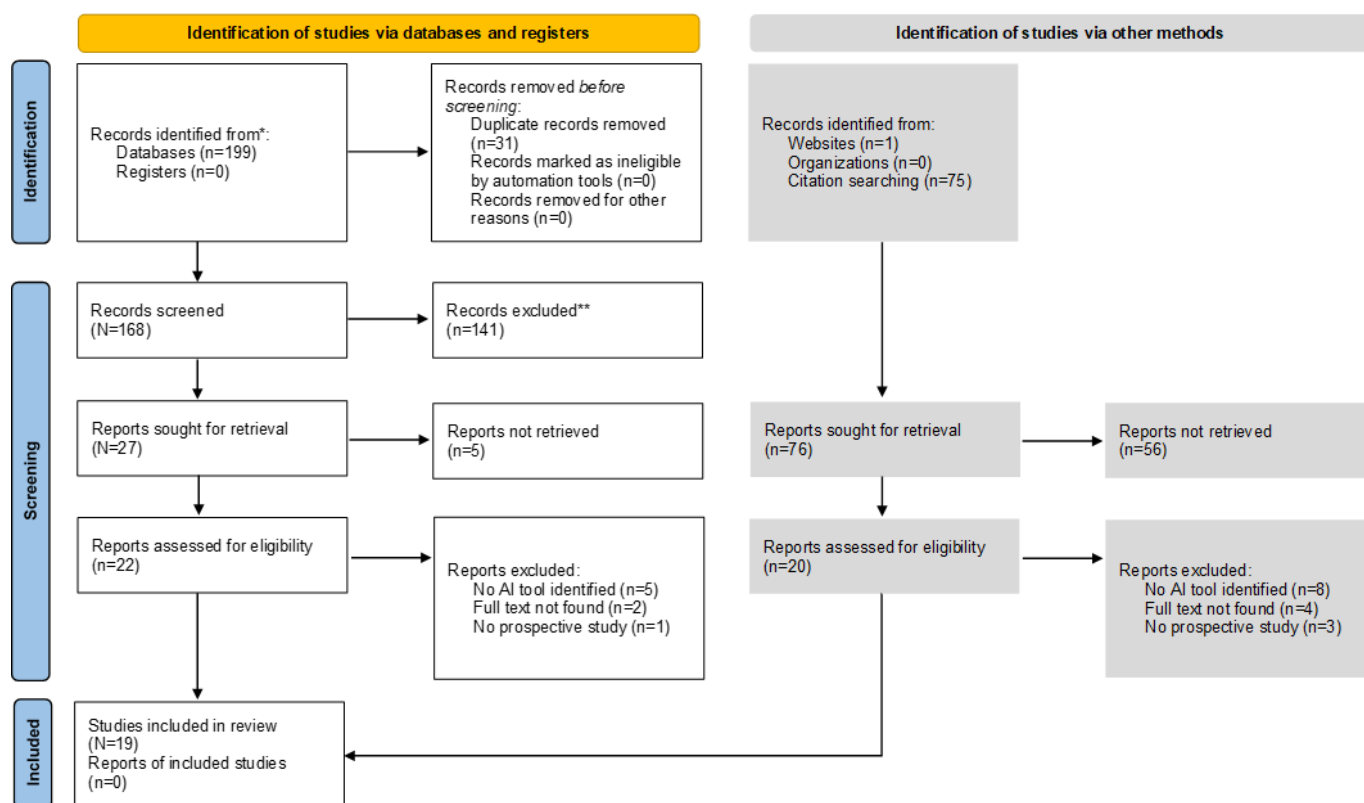 Identification of studies via databases and registers
Identification of studies via other methods
Identification
Records identified from*:
Databases (n=199)
Registers (n=0)
Records removed before
screening:
Duplicate records removed
(n=31)
Records marked as ineligible
by automation tools (n=0)
Records removed for other
reasons (n=0)
Records identified from:
Websites (n=1)
Organizations (n=0)
Citation searching (n=75)
Screening
Records screened
(N=168)
Records excluded**
(n=141)
Reports sought for retrieval
(N=27)
Reports not retrieved
(n=5)
Reports sought for retrieval
(n=76)
Reports not retrieved
(n=56)
Reports assessed for eligibility
(n=22)
Reports excluded:
No AI tool identified (n=5)
Full text not found (n=2)
No prospective study (n=1)
Reports assessed for eligibility
(n=20)
Reports excluded:
No AI tool identified (n=8)
Full text not found (n=4)
No prospective study (n=3)
Included
Studies included in review
(N=19)
Reports of included studies
(n=0)